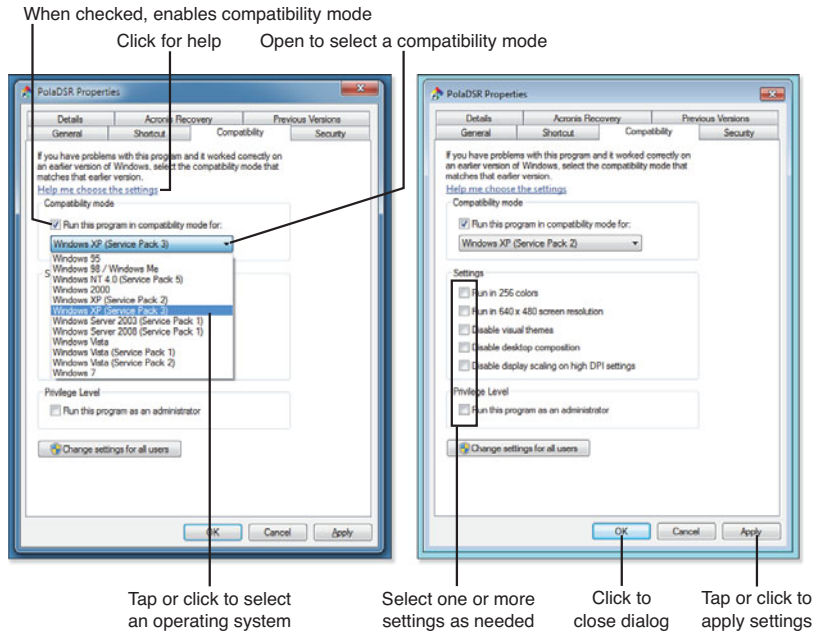 When checked, enables compatibility mode
Click for help
Open to select a compatibility mode
PolaDSR Properties
Details
Acronis Recovery
Previous Versions
General
Shortcut
Compatibility
Security
If you have problems with this program and it worked correctly on
an earlier version of Windows, select the compatibility mode that
matches that earlier version.
Help me choose the settings
Compatibility mode
Run this program in compatibility mode for:
Windows XP (Service Pack 3)
Windows 95
Windows 98 / Windows Me
Windows NT 4.0 (Service Pack 5)
Windows 2000
Windows XP (Service Pack 2)
Windows XP (Service Pack 3)
Windows Server 2003 (Service Pack 1)
Windows Server 2008 (Service Pack 1)
Windows Vista
Windows Vista (Service Pack 1)
Windows Vista (Service Pack 2)
Windows 7
Privilege Level
Run this program as an administrator
Change settings for all users
OK
Cancel
Apply
PolaDSR Properties
Details
Acronis Recovery
Previous Versions
General
Shortcut
Compatibility
Security
If you have problems with this program and it worked correctly on
an earlier version of Windows, select the compatibility mode that
matches that earlier version.
Help me choose the settings
Compatibility mode
Run this program in compatibility mode for:
Windows XP (Service Pack 2)
Settings
Run in 256 colors
Run in 640 x 480 screen resolution
Disable visual themes
Disable desktop composition
Disable display scaling on high DPI settings
Privilege Level
Run this program as an administrator
Change settings for all users
OK
Cancel
Apply
Tap or click to select
an operating system
Select one or more
settings as needed
Click to
close dialog
Tap or click to
apply settings